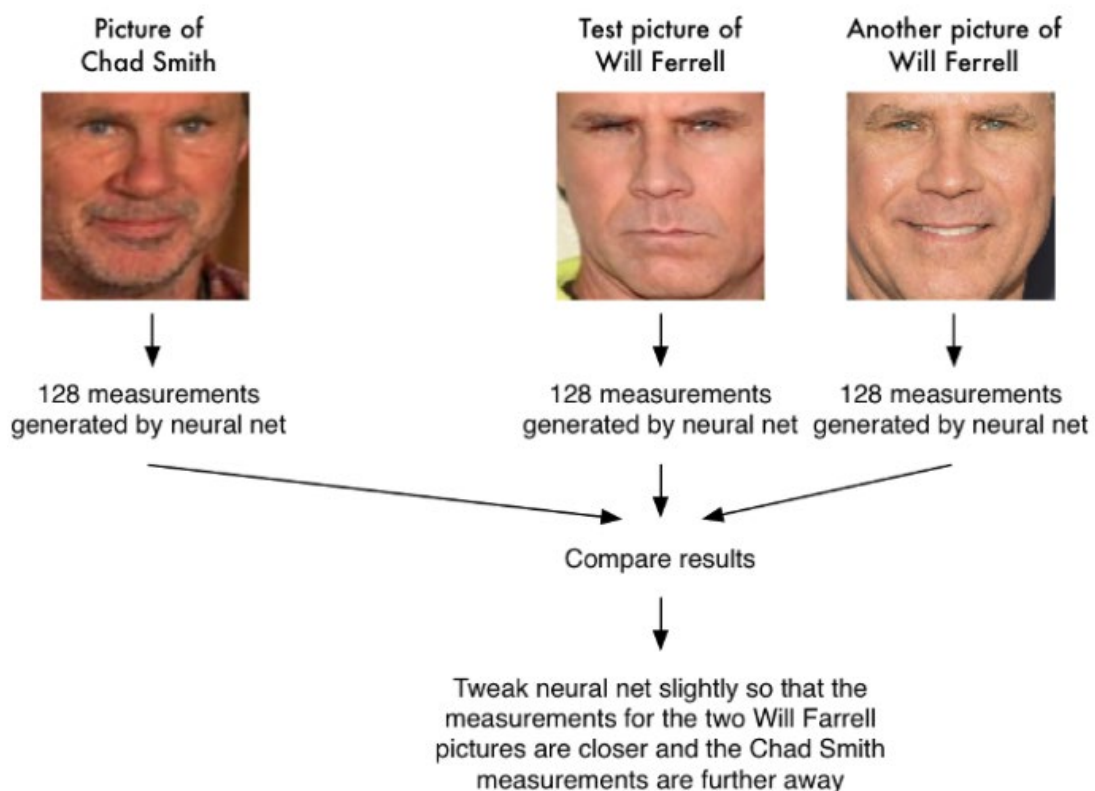 Picture of
Chad Smith
Test picture of
Will Ferrell
Another picture of
Will Ferrell
128 measurements
generated by neural net
128 measurements
generated by neural net
128 measurements
generated by neural net
Compare results
Tweak neural net slightly so that the
measurements for the two Will Farrell
pictures are closer and the Chad Smith
measurements are further away